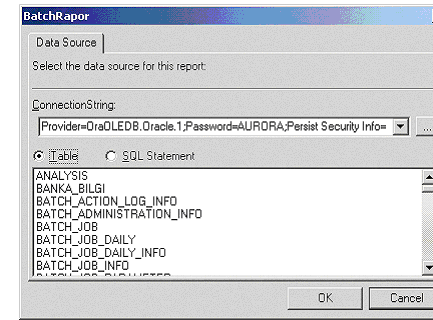 BatchRapor
Data Source
Select the data source for this report:
ConnectionString:
Provider=OraOLEDB.Oracle.1;Password=AURORA;Persist Security Info=
...
Table
SQL Statement
ANALYSIS
BANKA_BILGI
BATCH_ACTION_LOG_INFO
BATCH_ADMINISTRATION_INFO
BATCH_JOB
BATCH_JOB_DAILY
BATCH_JOB_DAILY_INFO
BATCH_JOB_INFO
BATCH_JOB_PARAMETER
OK
Cancel